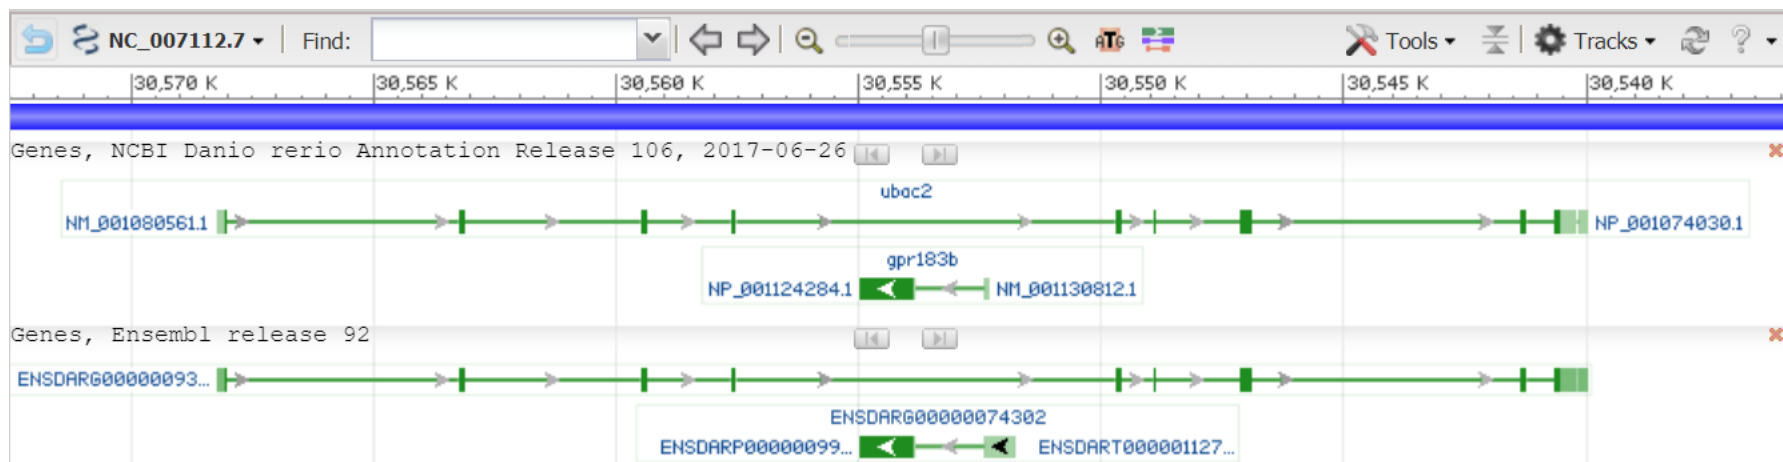 NC_007112.7 Find: ATG Tools Tracks ?
30,570 K 30,565 K 30,560 K 30,555 K 30,550 K 30,545 K 30,540 K
Genes, NCBI Danio rerio Annotation Release 106, 2017-06-26
ubac2
NM_001080561.1 NP_001074030.1
gpr183b
NP_001124284.1 NM_001130812.1
Genes, Ensembl release 92
ENSDARG00000093...
ENSDARG00000074302
ENSDARP00000099... ENSDART000001127...